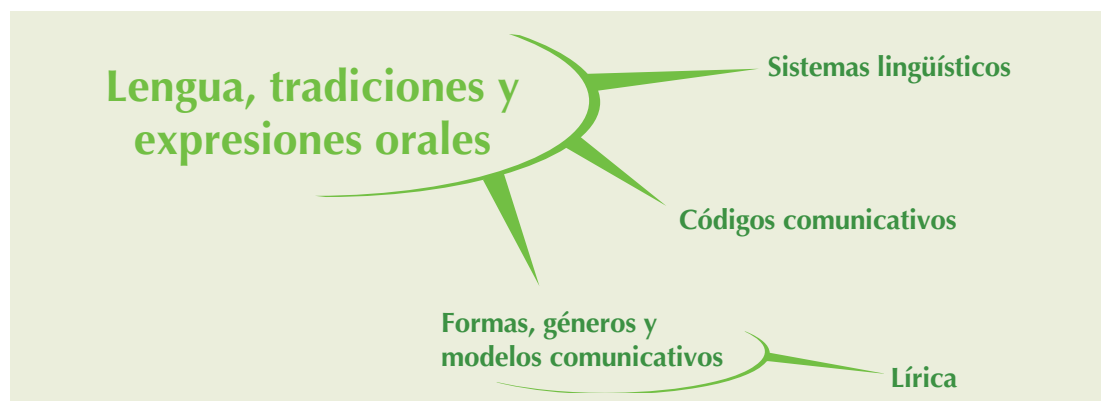 Lengua, tradiciones y
expresiones orales
Sistemas lingüísticos
Códigos comunicativos
Formas, géneros y
modelos comunicativos
Lírica